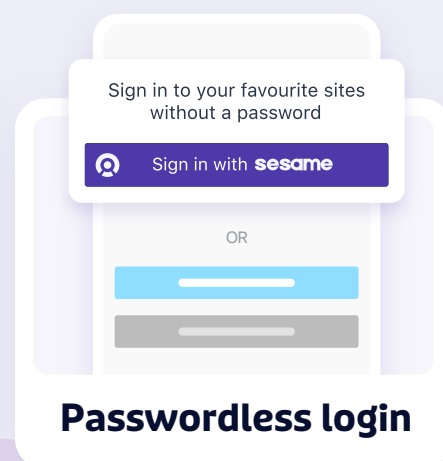 Sign in to your favourite sites
without a password
Sign in with sesame
OR
Passwordless login